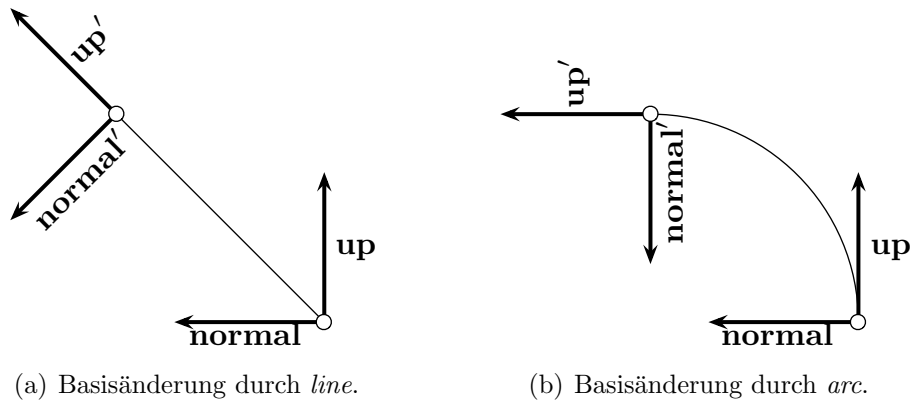 up′
normal′
up
normal
(a) Basisänderung durch line.
up′
normal′
up
normal
(b) Basisänderung durch arc.